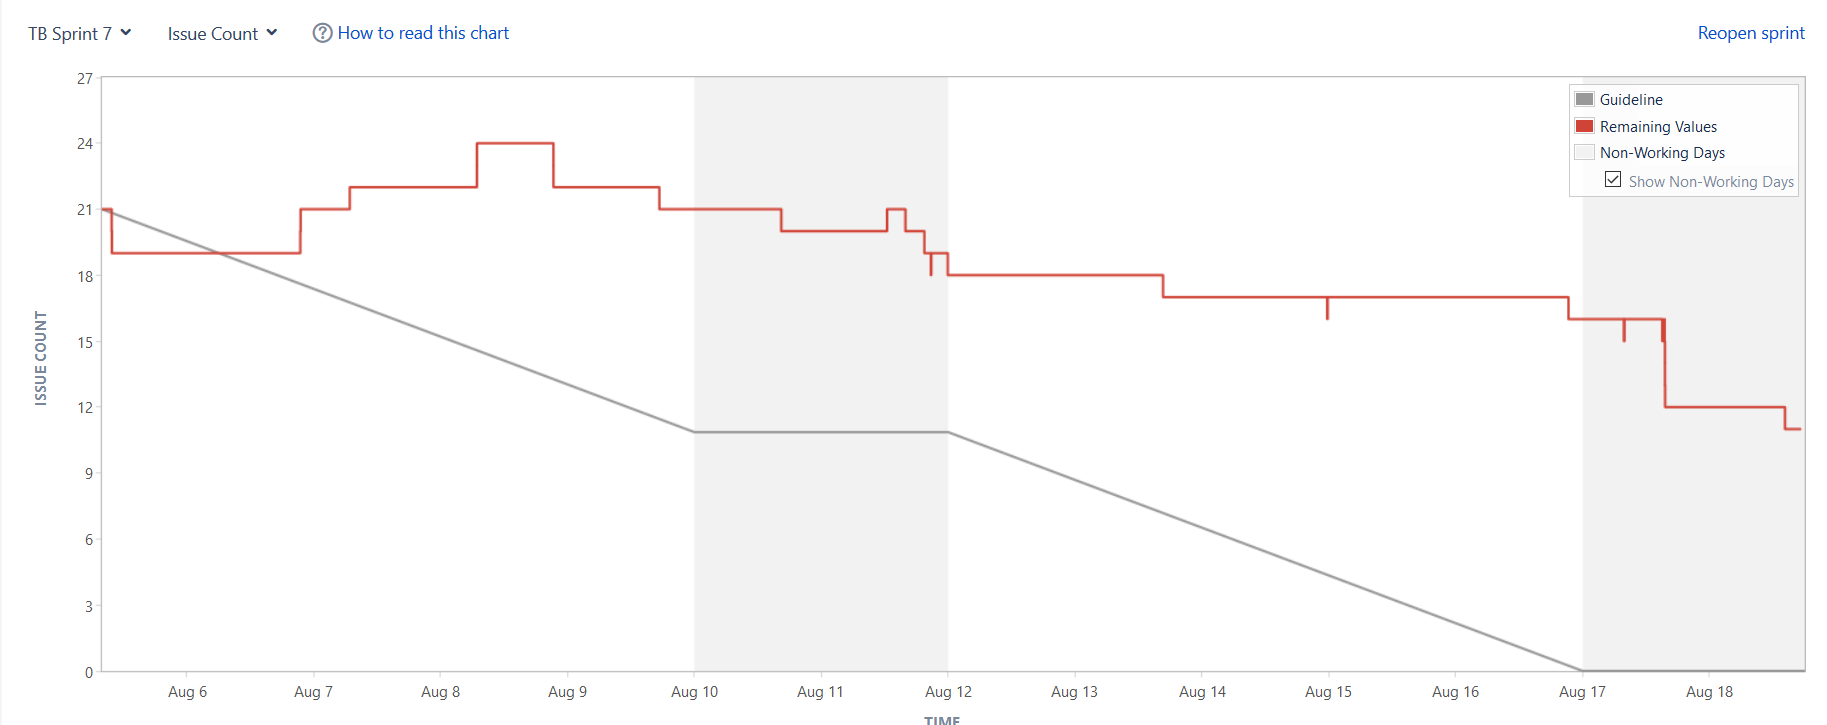 TB Sprint 7 Issue Count ? How to read this chart Reopen sprint
27
24
21
18
15
12
9
6
3
0
ISSUE COUNT
Guideline
Remaining Values
Non-Working Days
Show Non-Working Days
Aug 6 Aug 7 Aug 8 Aug 9 Aug 10 Aug 11 Aug 12 Aug 13 Aug 14 Aug 15 Aug 16 Aug 17 Aug 18
TIME